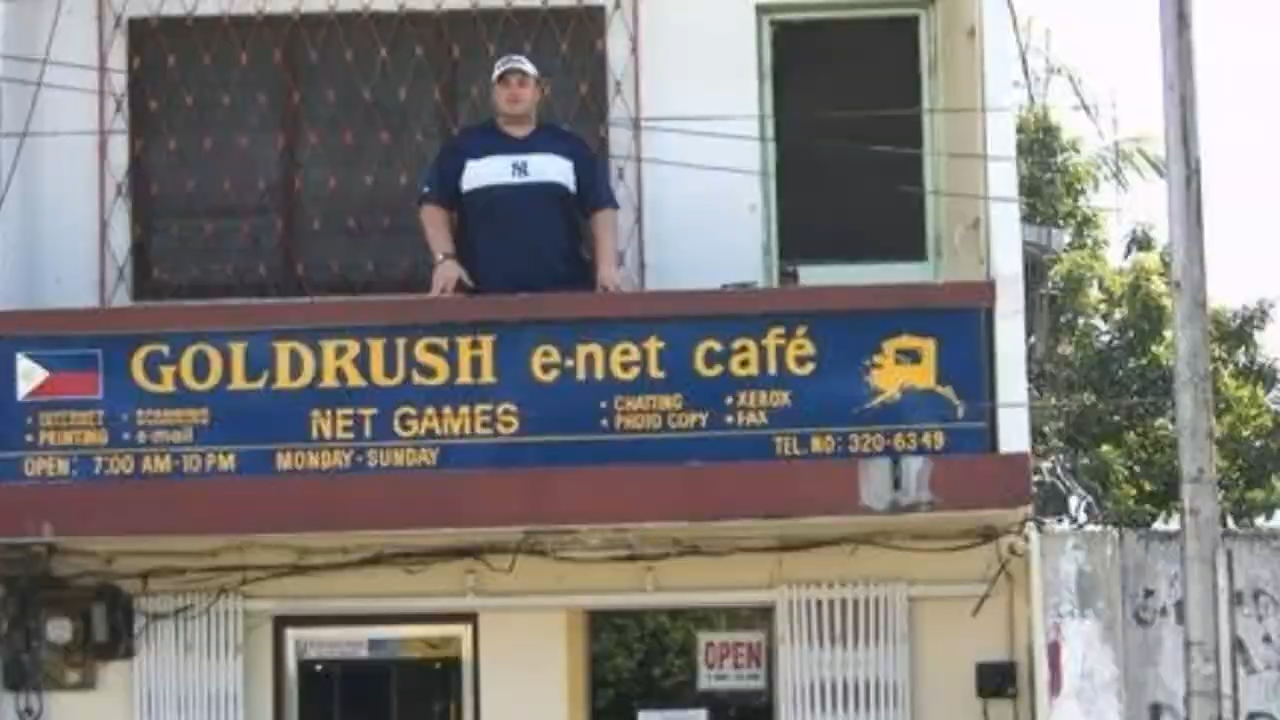 NY
GOLDRUSH e-net café
• INTERNET • SCANNING
• PRINTING • e-mail
NET GAMES
• CHATTING • XEROX
• PHOTO COPY • FAX
OPEN: 7:00 AM-10 PM MONDAY-SUNDAY
TEL. NO: 320-6349
OPEN